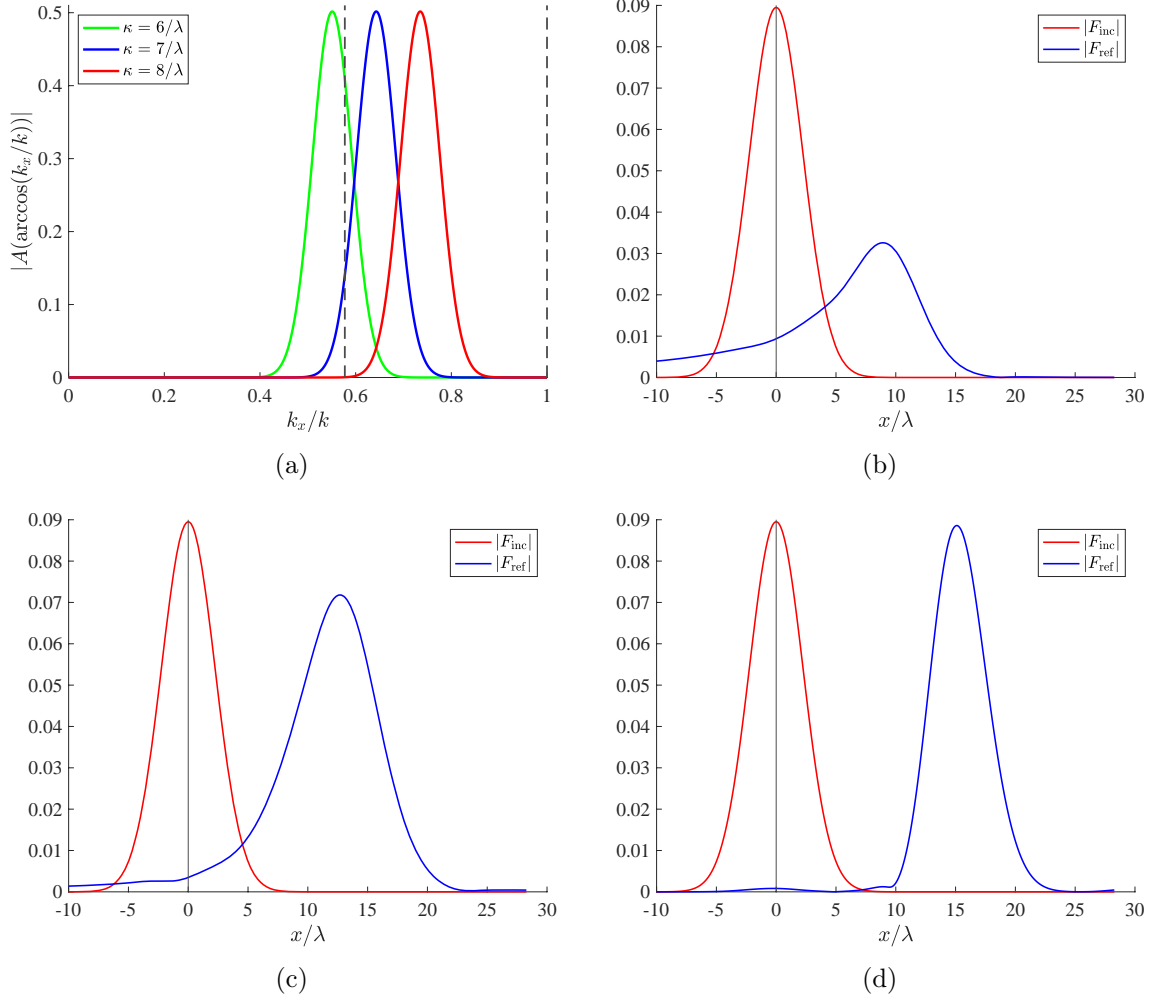 0.5
0.4
0.3
0.2
0.1
0
|A(arccos(k_x/k))|
κ = 6/λ
κ = 7/λ
κ = 8/λ
0 0.2 0.4 0.6 0.8 1
k_x/k
(a)
0.09
0.08
0.07
0.06
0.05
0.04
0.03
0.02
0.01
0
|F_inc|
|F_ref|
-10 -5 0 5 10 15 20 25 30
x/λ
(b)
0.09
0.08
0.07
0.06
0.05
0.04
0.03
0.02
0.01
0
|F_inc|
|F_ref|
-10 -5 0 5 10 15 20 25 30
x/λ
(c)
0.09
0.08
0.07
0.06
0.05
0.04
0.03
0.02
0.01
0
|F_inc|
|F_ref|
-10 -5 0 5 10 15 20 25 30
x/λ
(d)